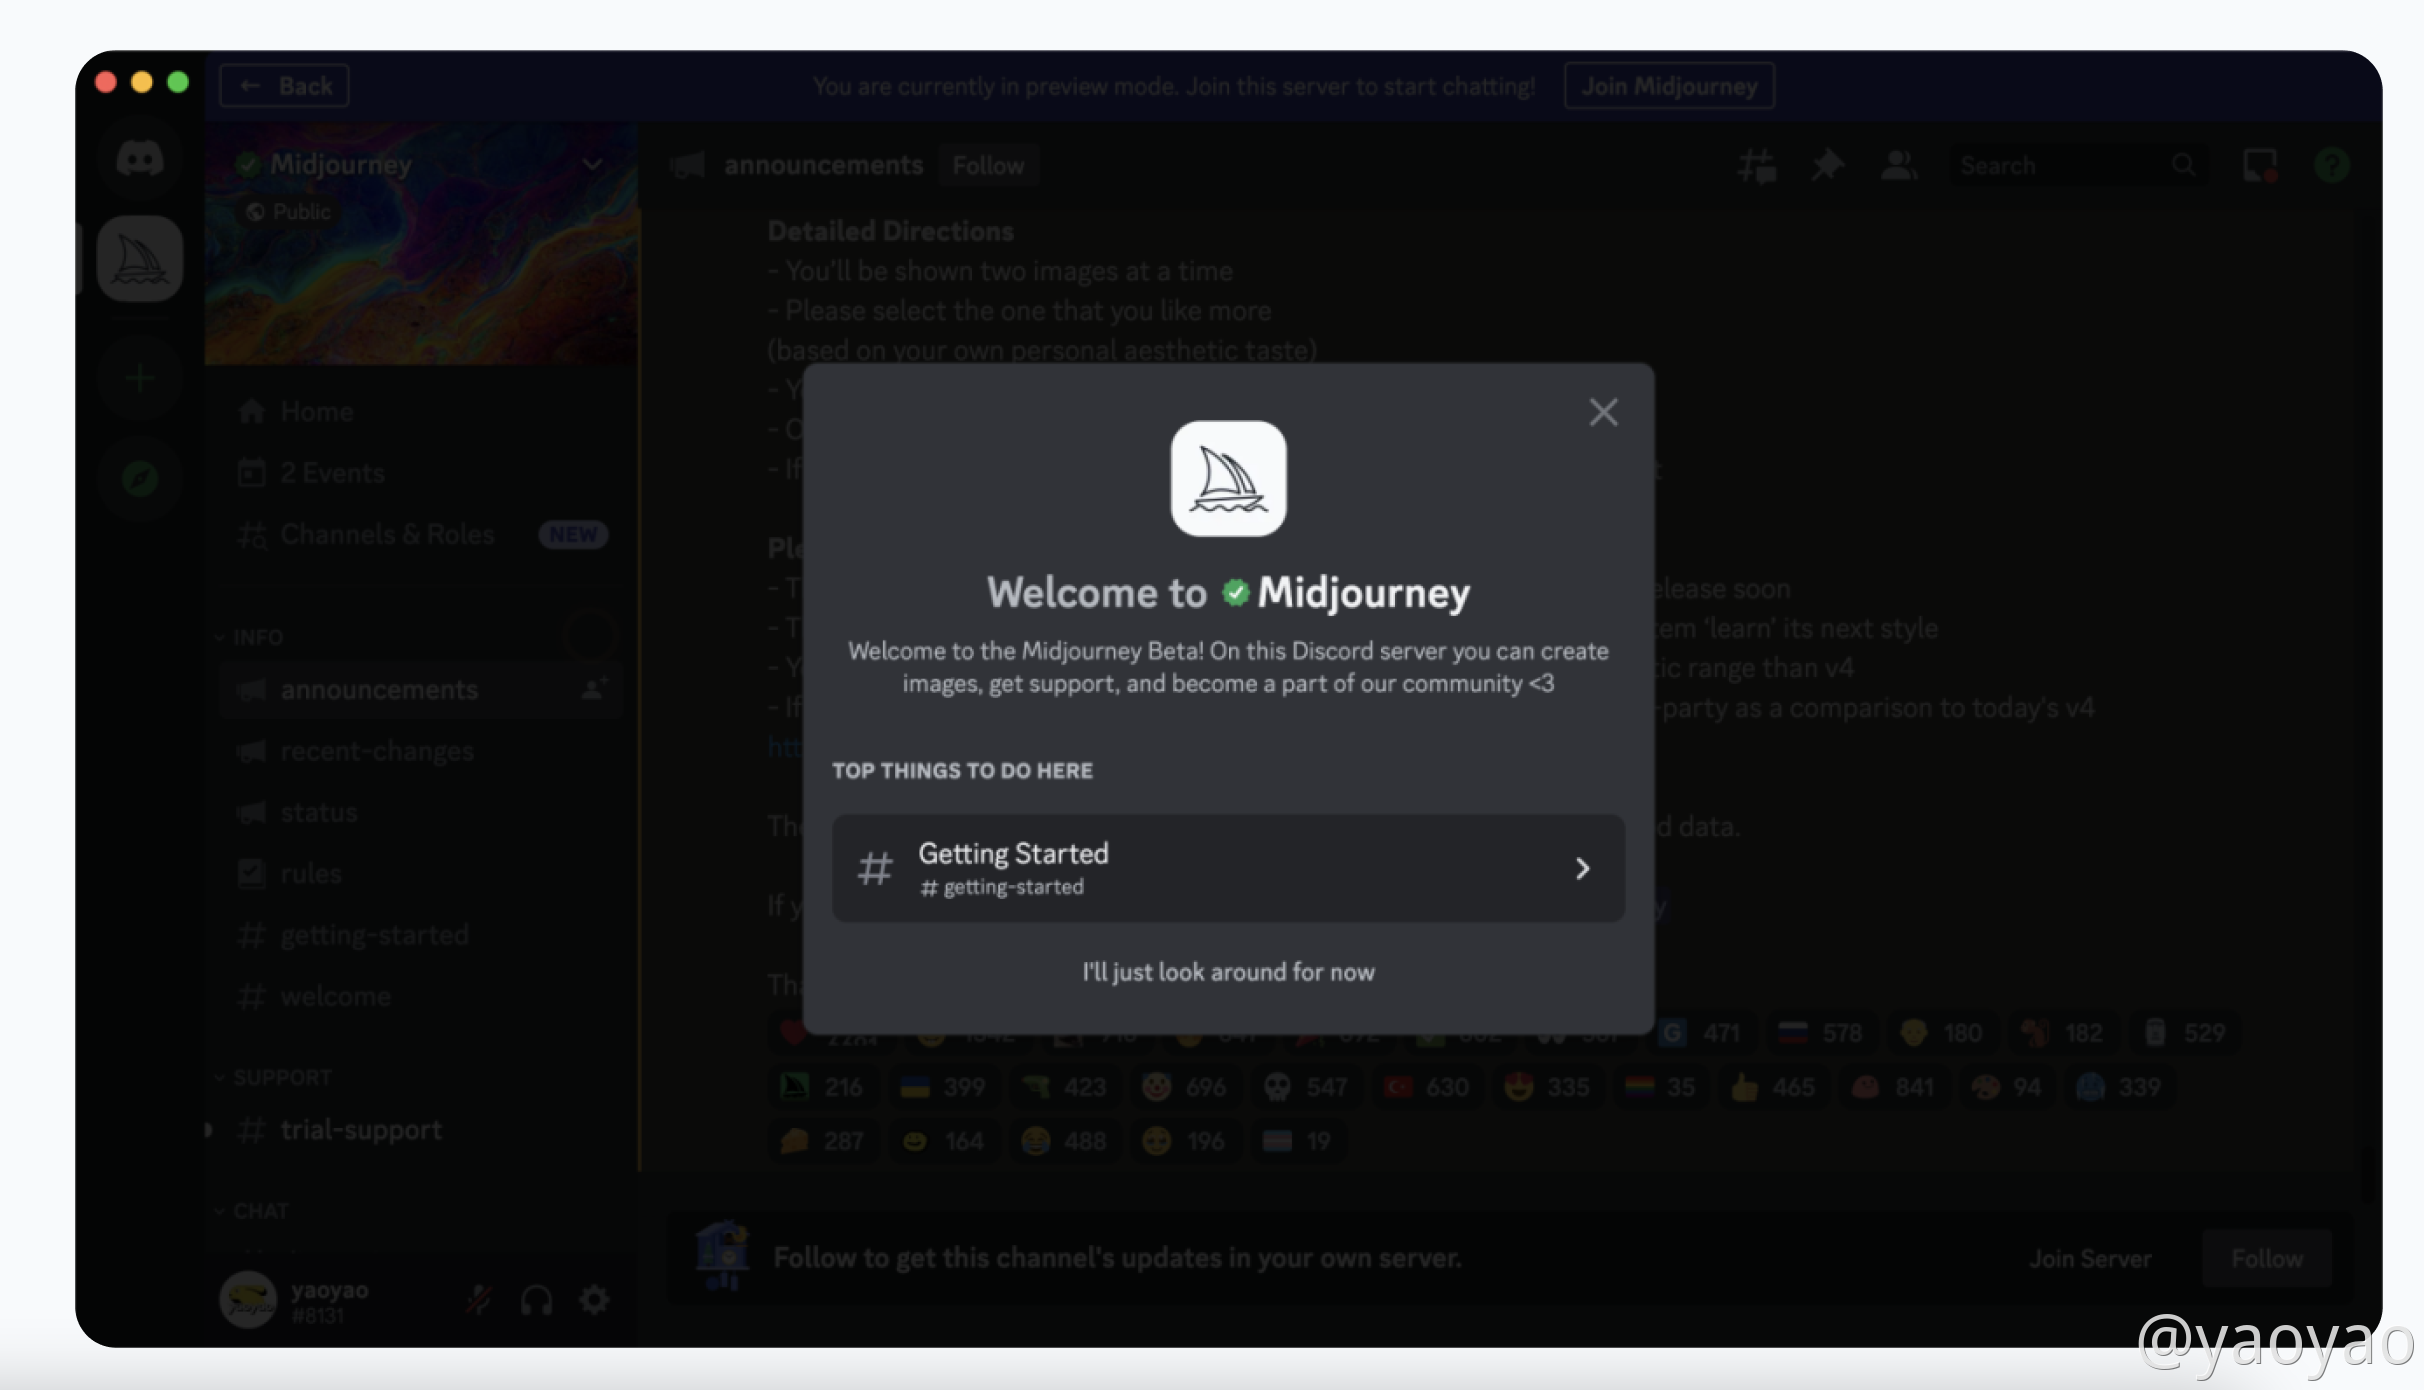 ← Back
You are currently in preview mode. Join this server to start chatting!
Join Midjourney
Midjourney
Public
Home
2 Events
Channels & Roles NEW
INFO
announcements
recent-changes
status
rules
getting-started
welcome
SUPPORT
trial-support
CHAT
yaoyao
#8131
announcements Follow
Search
Detailed Directions
- You'll be shown two images at a time
- Please select the one that you like more
(based on your own personal aesthetic taste)
Welcome to Midjourney
Welcome to the Midjourney Beta! On this Discord server you can create
images, get support, and become a part of our community <3
TOP THINGS TO DO HERE
# Getting Started
# getting-started
I'll just look around for now
elease soon
tem 'learn' its next style
tic range than v4
-party as a comparison to today's v4
d data.
471 578 180 182 529
216 399 423 696 547 630 335 35 465 841 94 339
287 164 488 196 19
Follow to get this channel's updates in your own server.
Join Server
Follow
@yaoyao